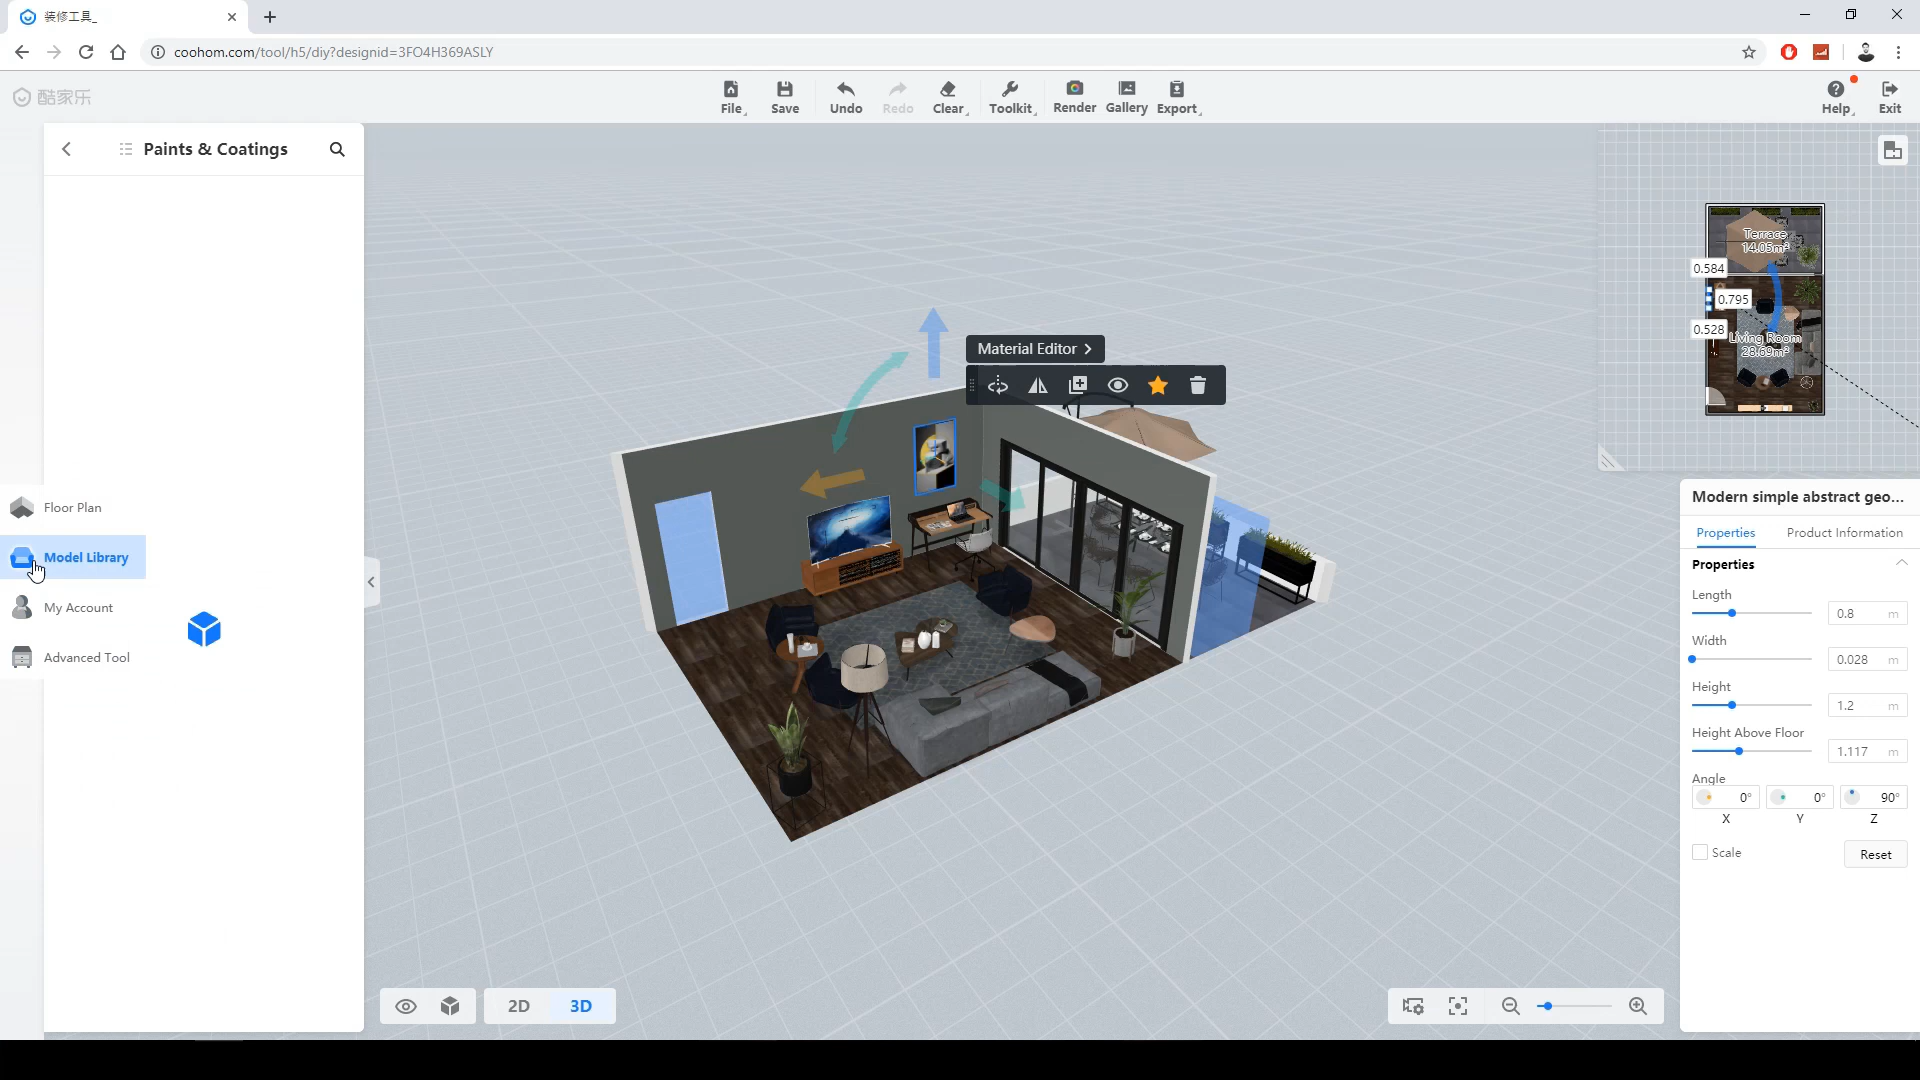 装修工具_
coohom.com/tool/h5/diy?designid=3FO4H369ASLY
酷家乐
File
Save
Undo
Redo
Clear
Toolkit
Render
Gallery
Export
Help
Exit
Paints & Coatings
Floor Plan
Model Library
My Account
Advanced Tool
Material Editor
Terrace
14.05m²
0.584
0.795
0.528
Living Room
28.69m²
Modern simple abstract geo...
Properties
Product Information
Properties
Length
0.8 m
Width
0.028 m
Height
1.2 m
Height Above Floor
1.117 m
Angle
0° 0° 90°
X Y Z
Scale
Reset
2D 3D